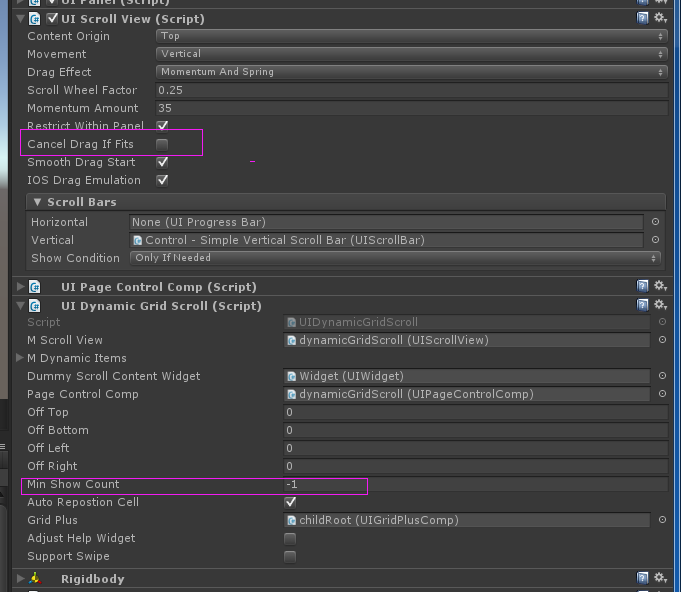 UI Panel (Script)
UI Scroll View (Script)
Content Origin Top
Movement Vertical
Drag Effect Momentum And Spring
Scroll Wheel Factor 0.25
Momentum Amount 35
Restrict Within Panel
Cancel Drag If Fits
Smooth Drag Start
IOS Drag Emulation
Scroll Bars
Horizontal None (UI Progress Bar)
Vertical Control - Simple Vertical Scroll Bar (UIScrollBar)
Show Condition Only If Needed
UI Page Control Comp (Script)
UI Dynamic Grid Scroll (Script)
Script UIDynamicGridScroll
M Scroll View dynamicGridScroll (UIScrollView)
M Dynamic Items
Dummy Scroll Content Widget Widget (UIWidget)
Page Control Comp dynamicGridScroll (UIPageControlComp)
Off Top 0
Off Bottom 0
Off Left 0
Off Right 0
Min Show Count -1
Auto Repostion Cell
Grid Plus childRoot (UIGridPlusComp)
Adjust Help Widget
Support Swipe
Rigidbody